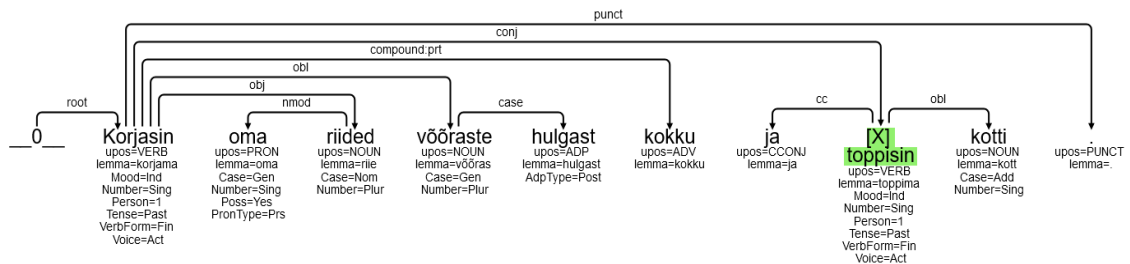 punct
conj
compound:prt
obl
obj
root nmod case cc obl
__0__ Korjasin oma riided võõraste hulgast kokku ja [X] kotti .
upos=VERB upos=PRON upos=NOUN upos=NOUN upos=ADP upos=ADV upos=CCONJ toppisin upos=NOUN upos=PUNCT
lemma=korjama lemma=oma lemma=riie lemma=võõras lemma=hulgast lemma=kokku lemma=ja upos=VERB lemma=kott lemma=.
Mood=Ind Case=Gen Case=Nom Case=Gen AdpType=Post lemma=toppima Case=Add
Number=Sing Number=Sing Number=Plur Number=Plur Mood=Ind Number=Sing
Person=1 Poss=Yes Number=Sing
Tense=Past PronType=Prs Person=1
VerbForm=Fin Tense=Past
Voice=Act VerbForm=Fin
Voice=Act